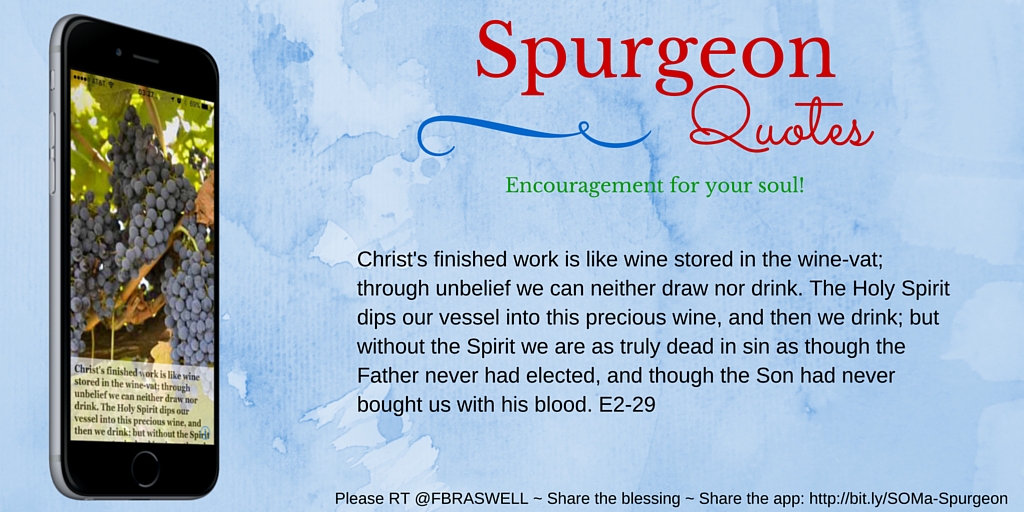 AT&T
03:27
Christ's finished work is like wine
stored in the wine-vat; through
unbelief we can neither draw nor
drink. The Holy Spirit dips our
vessel into this precious wine, and
then we drink; but without the Spirit
Spurgeon
Quotes
Encouragement for your soul!
Christ's finished work is like wine stored in the wine-vat;
through unbelief we can neither draw nor drink. The Holy Spirit
dips our vessel into this precious wine, and then we drink; but
without the Spirit we are as truly dead in sin as though the
Father never had elected, and though the Son had never
bought us with his blood. E2-29
Please RT @FBRASWELL ~ Share the blessing ~ Share the app: http://bit.ly/SOMa-Spurgeon